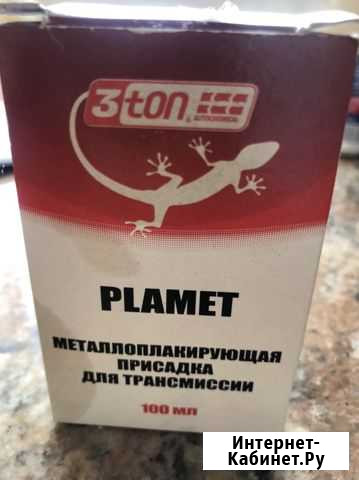 3ton
PLAMET
МЕТАЛЛОПЛАКИРУЮЩАЯ
ПРИСАДКА
ДЛЯ ТРАНСМИССИИ
100 МЛ
Интернет-
Кабинет.Ру